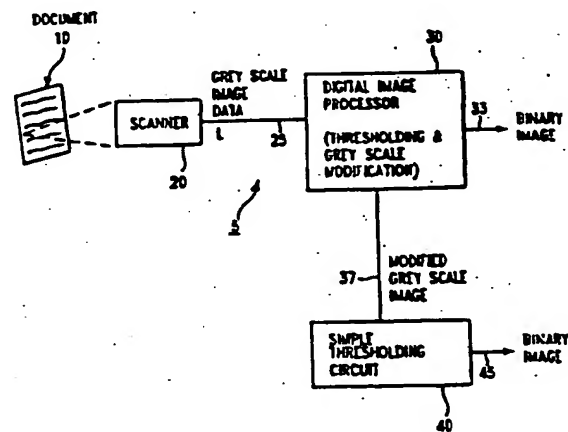 DOCUMENT
10
SCANNER
20
GREY SCALE
IMAGE
DATA
L
25
5
30
DIGITAL IMAGE
PROCESSOR
(THRESHOLDING &
GREY SCALE
MODIFICATION)
33
BINARY
IMAGE
37
MODIFIED
GREY SCALE
IMAGE
SIMPLE
THRESHOLDING
CIRCUIT
40
45
BINARY
IMAGE